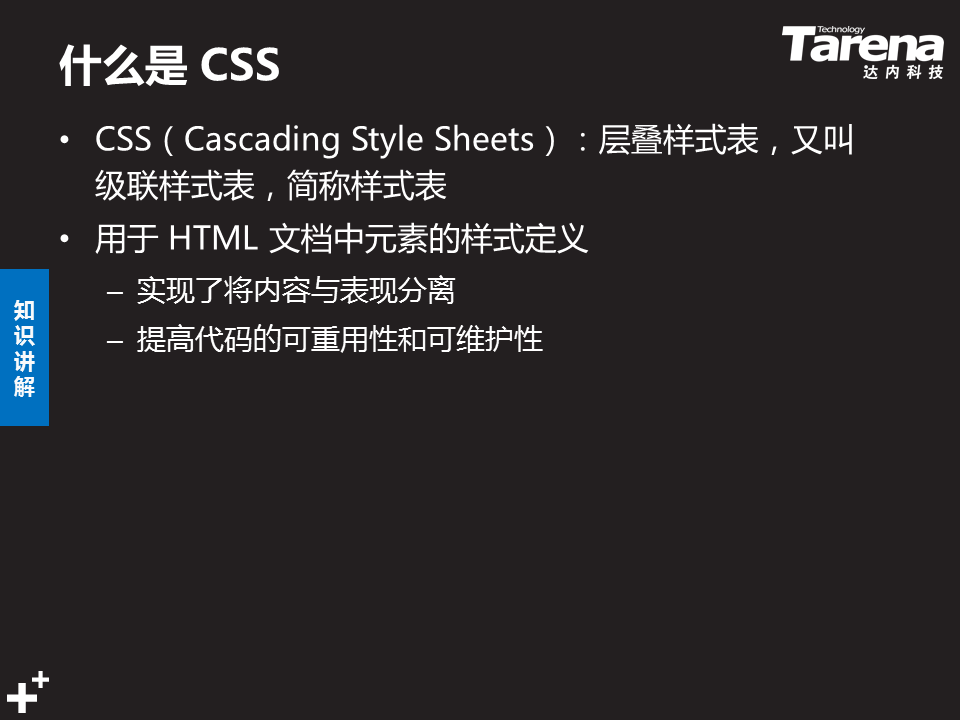 什么是 CSS
Technology
Tarena
达内科技
• CSS（Cascading Style Sheets）：层叠样式表，又叫
级联样式表，简称样式表
• 用于 HTML 文档中元素的样式定义
– 实现了将内容与表现分离
– 提高代码的可重用性和可维护性
知
识
讲
解